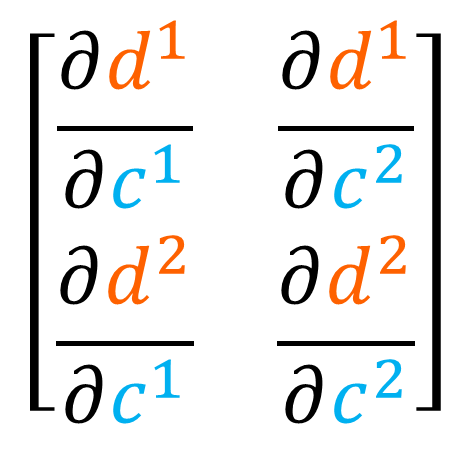 ∂d¹ ∂d¹
∂c¹ ∂c²
∂d² ∂d²
∂c¹ ∂c²